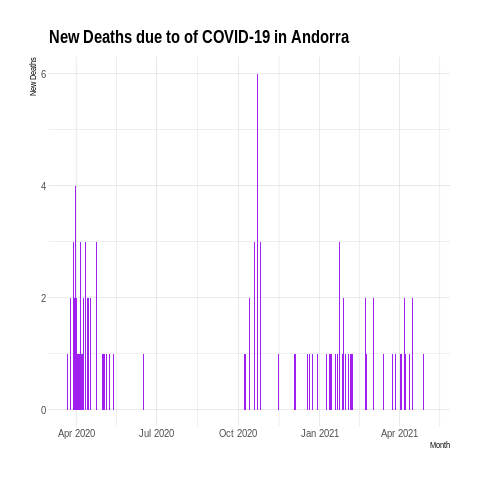 New Deaths due to of COVID-19 in Andorra
New Deaths
6
4
2
0
Apr 2020 Jul 2020 Oct 2020 Jan 2021 Apr 2021
Month